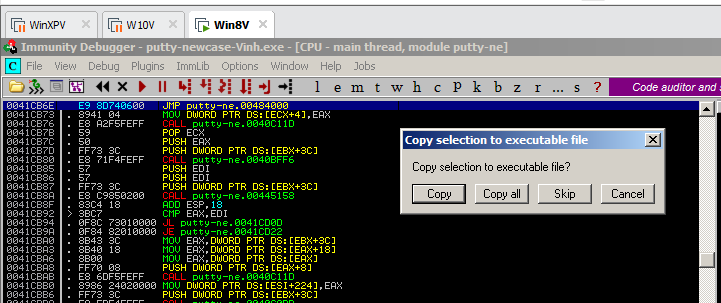 WinXPV W10V Win8V
Immunity Debugger - putty-newcase-Vinh.exe - [CPU - main thread, module putty-ne]
C File View Debug Plugins ImmLib Options Window Help Jobs
l e m t w h c p k b z r ... s ? Code auditor and s
0041CB6E E9 8D740600 JMP putty-ne.00484000
0041CB73 . 8941 04 MOV DWORD PTR DS:[ECX+4],EAX
0041CB76 . E8 A2F5FEFF CALL putty-ne.0040C11D
0041CB7B . 59 POP ECX
0041CB7C . 50 PUSH EAX
0041CB7D . FF73 3C PUSH DWORD PTR DS:[EBX+3C]
0041CB80 . E8 71F4FEFF CALL putty-ne.0040BFF6
0041CB85 . 57 PUSH EDI
0041CB86 . 57 PUSH EDI
0041CB87 . FF73 3C PUSH DWORD PTR DS:[EBX+3C]
0041CB8A . E8 C9850200 CALL putty-ne.00445158
0041CB8F . 83C4 18 ADD ESP,18
0041CB92 > 3BC7 CMP EAX,EDI
0041CB94 . 0F8C 73010000 JL putty-ne.0041CD0D
0041CB9A . 0F84 82010000 JE putty-ne.0041CD22
0041CBA0 . 8B43 3C MOV EAX,DWORD PTR DS:[EBX+3C]
0041CBA3 . 8B40 18 MOV EAX,DWORD PTR DS:[EAX+18]
0041CBA6 . 8B00 MOV EAX,DWORD PTR DS:[EAX]
0041CBA8 . FF70 08 PUSH DWORD PTR DS:[EAX+8]
0041CBAB . E8 6DF5FEFF CALL putty-ne.0040C11D
0041CBB0 . 8986 24020000 MOV DWORD PTR DS:[ESI+224],EAX
0041CBB6 . FF73 3C PUSH DWORD PTR DS:[EBX+3C]
Copy selection to executable file
Copy selection to executable file?
Copy Copy all Skip Cancel